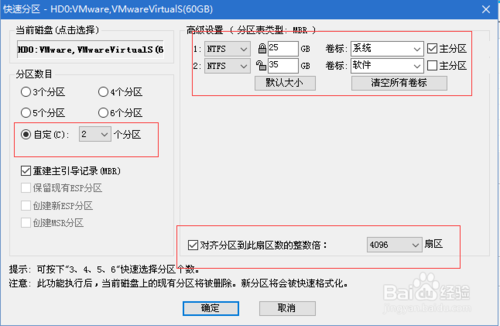 快速分区 - HD0:VMware,VMwareVirtualS(60GB)
当前磁盘(点击选择)
HD0:VMware,VMwareVirtualS(6
分区数目
3个分区 4个分区
5个分区 6个分区
自定(C): 2 个分区
重建主引导记录(MBR)
保留现有ESP分区
创建新ESP分区
创建MSR分区
高级设置 (分区表类型: MBR)
1: NTFS 25 GB 卷标: 系统 主分区
2: NTFS 35 GB 卷标: 软件 主分区
默认大小 清空所有卷标
对齐分区到此扇区数的整数倍: 4096 扇区
提示: 可按下"3、4、5、6"快速选择分区个数。
注意: 此功能执行后,当前磁盘上的现有分区将被删除。新分区将会被快速格式化。
确定 取消
Baidu经验